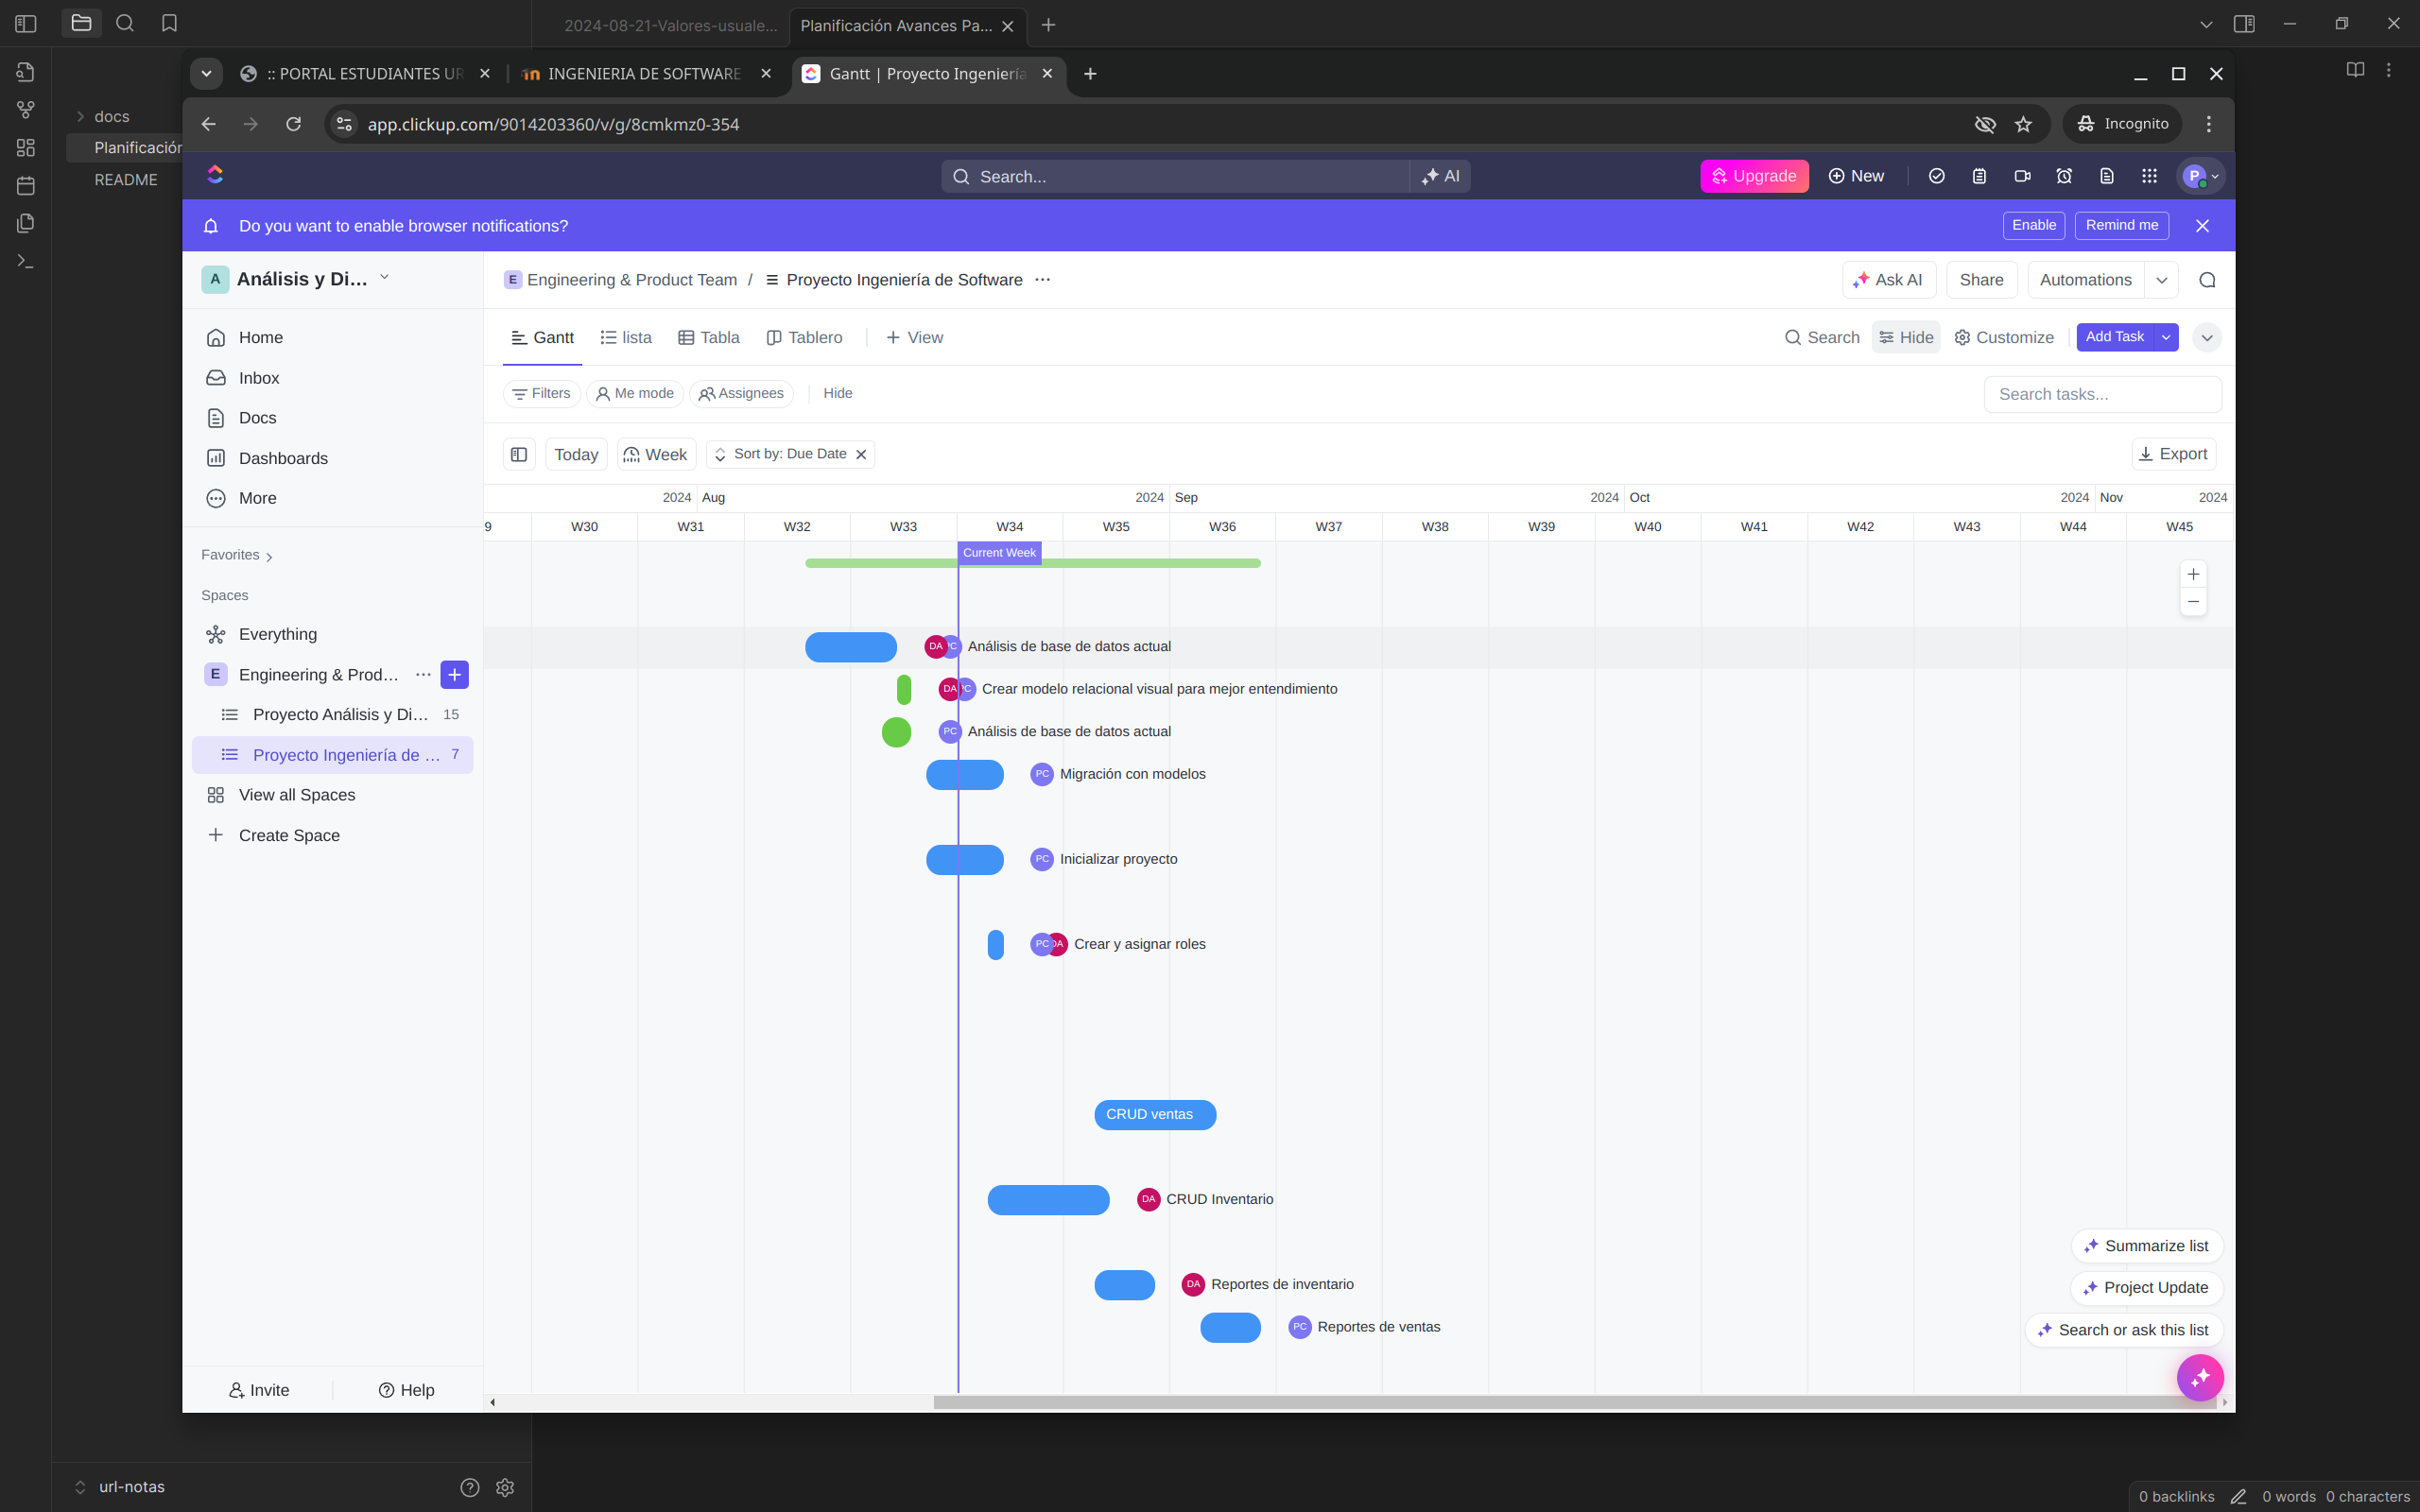 2024-08-21-Valores-usuale...
Planificación Avances Pa...
:: PORTAL ESTUDIANTES UR
INGENIERIA DE SOFTWARE
Gantt | Proyecto Ingeniería
docs
Planificación
README
app.clickup.com/9014203360/v/g/8cmkmz0-354
Incognito
Search...
AI
Upgrade
New
P
Do you want to enable browser notifications?
Enable
Remind me
A
Análisis y Di...
E
Engineering & Product Team
/
Proyecto Ingeniería de Software
Ask AI
Share
Automations
Home
Inbox
Docs
Dashboards
More
Favorites
Spaces
Everything
E
Engineering & Prod...
Proyecto Análisis y Di...
15
Proyecto Ingeniería de ...
7
View all Spaces
Create Space
Invite
Help
Gantt
lista
Tabla
Tablero
View
Search
Hide
Customize
Add Task
Filters
Me mode
Assignees
Hide
Search tasks...
Today
Week
Sort by: Due Date
Export
2024
Aug
2024
Sep
2024
Oct
2024
Nov
2024
9
W30
W31
W32
W33
W34
W35
W36
W37
W38
W39
W40
W41
W42
W43
W44
W45
Current Week
DA PC Análisis de base de datos actual
DA PC Crear modelo relacional visual para mejor entendimiento
PC Análisis de base de datos actual
PC Migración con modelos
PC Inicializar proyecto
PC DA Crear y asignar roles
CRUD ventas
DA CRUD Inventario
DA Reportes de inventario
PC Reportes de ventas
Summarize list
Project Update
Search or ask this list
url-notas
0 backlinks
0 words
0 characters